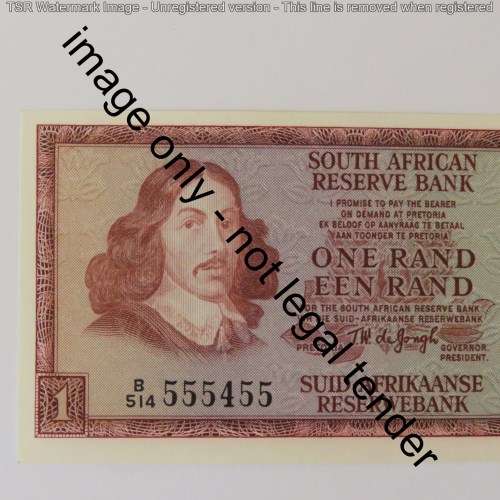 TSR Watermark Image - Unregistered version - This line is removed when registered
image only - not legal tender
SOUTH AFRICAN
RESERVE BANK
I PROMISE TO PAY THE BEARER
ON DEMAND AT PRETORIA
EK BELOOF OP AANVRAAG TE BETAAL
AAN TOONDER TE PRETORIA
ONE RAND
EEN RAND
FOR THE SOUTH AFRICAN RESERVE BANK
DIE SUID-AFRIKAANSE RESERWEBANK
T.W. de Jongh
GOVERNOR.
PRESIDENT.
B/514 555455
SUID-AFRIKAANSE
RESERWEBANK
1